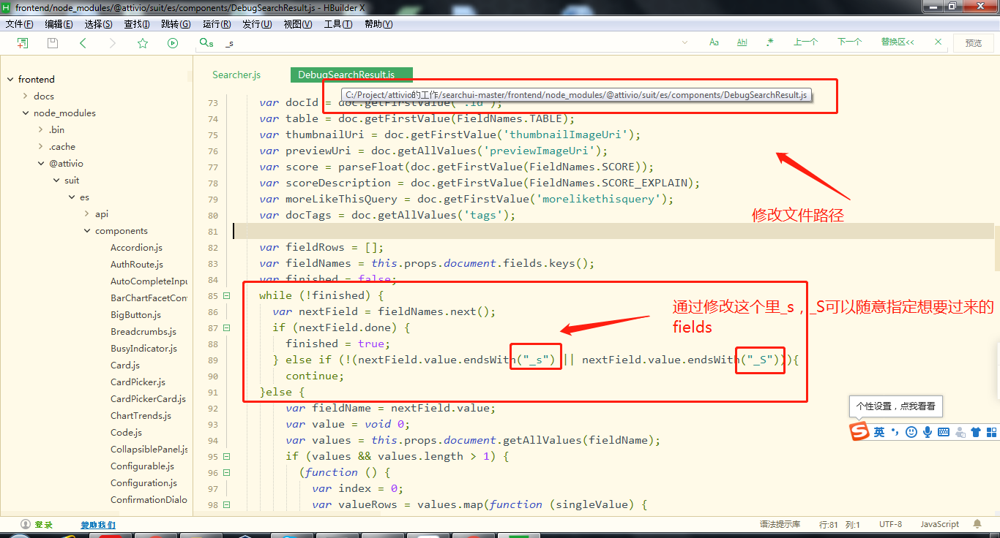 frontend/node_modules/@attivio/suit/es/components/DebugSearchResult.js - HBuilder X
文件(F) 编辑(E) 选择(S) 查找(I) 跳转(G) 运行(R) 发行(U) 视图(V) 工具(T) 帮助(Y)
_s Aa Ab| .* 上一个 下一个 替换区<< 预览
frontend
docs
node_modules
.bin
.cache
@attivio
suit
es
api
components
Accordion.js
AuthRoute.js
AutoCompleteInpu
BarChartFacetCon
BigButton.js
Breadcrumbs.js
BusyIndicator.js
Card.js
CardPicker.js
CardPickerCard.js
ChartTrends.js
Code.js
CollapsiblePanel.js
Configurable.js
Configuration.js
ConfirmationDialo
Searcher.js DebugSearchResult.js
C:/Project/attivio的工作/searchui-master/frontend/node_modules/@attivio/suit/es/components/DebugSearchResult.js
73 var docId = doc.getFirstValue('.id');
74 var table = doc.getFirstValue(FieldNames.TABLE);
75 var thumbnailUri = doc.getFirstValue('thumbnailImageUri');
76 var previewUri = doc.getAllValues('previewImageUri');
77 var score = parseFloat(doc.getFirstValue(FieldNames.SCORE));
78 var scoreDescription = doc.getFirstValue(FieldNames.SCORE_EXPLAIN);
79 var moreLikeThisQuery = doc.getFirstValue('morelikethisquery');
80 var docTags = doc.getAllValues('tags');
修改文件路径
81
82 var fieldRows = [];
83 var fieldNames = this.props.document.fields.keys();
84 var finished = false;
85 while (!finished) {
86 var nextField = fieldNames.next();
87 if (nextField.done) {
88 finished = true;
89 } else if (!(nextField.value.endsWith("_s") || nextField.value.endsWith("_S"))){
90 continue;
91 }else {
通过修改这个里_s，_S可以随意指定想要过来的
fields
92 var fieldName = nextField.value;
93 var value = void 0;
94 var values = this.props.document.getAllValues(fieldName);
95 if (values && values.length > 1) {
96 (function () {
97 var index = 0;
98 var valueRows = values.map(function (singleValue) {
个性设置，点我看看
S 英
登录 赞助我们 语法提示库 行:81 列:1 UTF-8 JavaScript